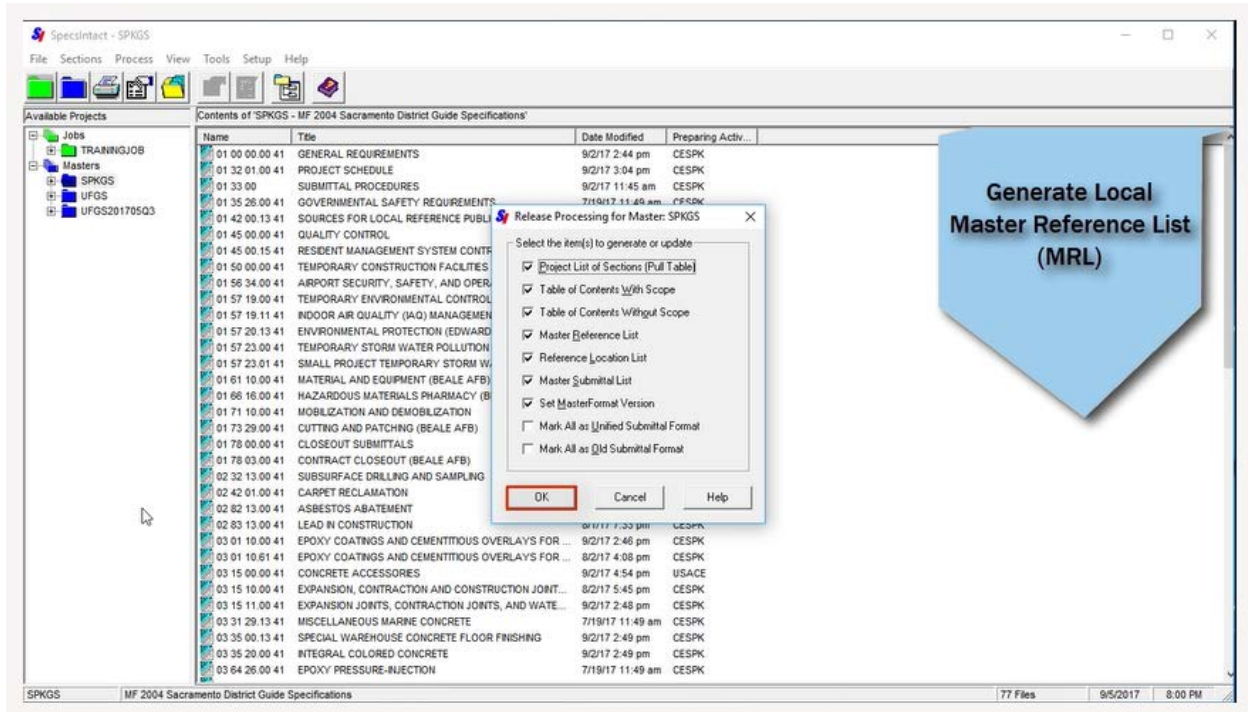 SpecsIntact - SPKGS
File Sections Process View Tools Setup Help
Available Projects
Contents of 'SPKGS - MF 2004 Sacramento District Guide Specifications'
Jobs
TRAININGJOB
Masters
SPKGS
UFGS
UFGS201705Q3
Name Title Date Modified Preparing Activ...
01 00 00.00 41 GENERAL REQUIREMENTS 9/2/17 2:44 pm CESPK
01 32 01.00 41 PROJECT SCHEDULE 9/2/17 3:04 pm CESPK
01 33 00 SUBMITTAL PROCEDURES 9/2/17 11:45 am CESPK
01 35 26.00 41 GOVERNMENTAL SAFETY REQUIREMENTS 7/19/17 11:49 am CESPK
01 42 00.13 41 SOURCES FOR LOCAL REFERENCE PUBLI
01 45 00.00 41 QUALITY CONTROL
01 45 00.15 41 RESIDENT MANAGEMENT SYSTEM CONTR
01 50 00.00 41 TEMPORARY CONSTRUCTION FACILITIES
01 56 34.00 41 AIRPORT SECURITY, SAFETY, AND OPER
01 57 19.00 41 TEMPORARY ENVIRONMENTAL CONTROL
01 57 19.11 41 INDOOR AIR QUALITY (IAQ) MANAGEMEN
01 57 20.13 41 ENVIRONMENTAL PROTECTION (EDWARD
01 57 23.00 41 TEMPORARY STORM WATER POLLUTION
01 57 23.01 41 SMALL PROJECT TEMPORARY STORM W
01 61 10.00 41 MATERIAL AND EQUIPMENT (BEALE AFB)
01 66 16.00 41 HAZARDOUS MATERIALS PHARMACY (B
01 71 10.00 41 MOBILIZATION AND DEMOBILIZATION
01 73 29.00 41 CUTTING AND PATCHING (BEALE AFB)
01 78 00.00 41 CLOSEOUT SUBMITTALS
01 78 03.00 41 CONTRACT CLOSEOUT (BEALE AFB)
02 32 13.00 41 SUBSURFACE DRILLING AND SAMPLING
02 42 01.00 41 CARPET RECLAMATION
02 82 13.00 41 ASBESTOS ABATEMENT
02 83 13.00 41 LEAD IN CONSTRUCTION 8/1/17 7:33 pm CESPK
03 01 10.00 41 EPOXY COATINGS AND CEMENTITIOUS OVERLAYS FOR ... 9/2/17 2:46 pm CESPK
03 01 10.61 41 EPOXY COATINGS AND CEMENTITIOUS OVERLAYS FOR ... 8/2/17 4:08 pm CESPK
03 15 00.00 41 CONCRETE ACCESSORIES 9/2/17 4:54 pm USACE
03 15 10.00 41 EXPANSION, CONTRACTION AND CONSTRUCTION JOINT... 8/2/17 5:45 pm CESPK
03 15 11.00 41 EXPANSION JOINTS, CONTRACTION JOINTS, AND WATE... 9/2/17 2:48 pm CESPK
03 31 29.13 41 MISCELLANEOUS MARINE CONCRETE 7/19/17 11:49 am CESPK
03 35 00.13 41 SPECIAL WAREHOUSE CONCRETE FLOOR FINISHING 9/2/17 2:49 pm CESPK
03 35 20.00 41 INTEGRAL COLORED CONCRETE 9/2/17 2:49 pm CESPK
03 64 26.00 41 EPOXY PRESSURE-INJECTION 7/19/17 11:49 am CESPK
Release Processing for Master: SPKGS
Select the item(s) to generate or update
Project List of Sections (Pull Table)
Table of Contents With Scope
Table of Contents Without Scope
Master Reference List
Reference Location List
Master Submittal List
Set MasterFormat Version
Mark All as Unified Submittal Format
Mark All as Old Submittal Format
OK Cancel Help
Generate Local
Master Reference List
(MRL)
SPKGS MF 2004 Sacramento District Guide Specifications 77 Files 9/5/2017 8:00 PM